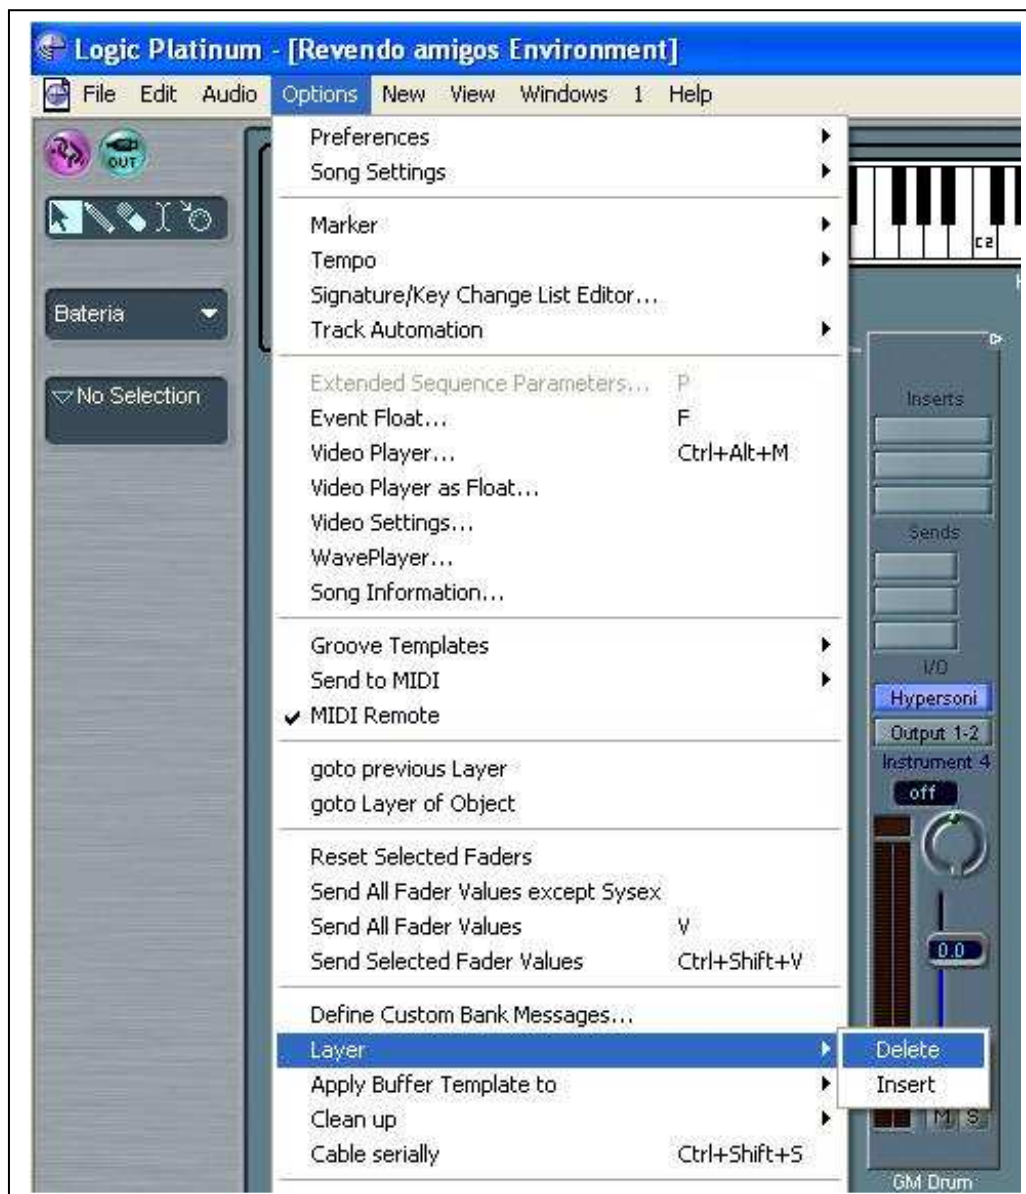 Logic Platinum - [Revendo amigos Environment]
File Edit Audio Options New View Windows 1 Help
OUT
Bateria
No Selection
Preferences
Song Settings
Marker
Tempo
Signature/Key Change List Editor...
Track Automation
Extended Sequence Parameters... P
Event Float... F
Video Player... Ctrl+Alt+M
Video Player as Float...
Video Settings...
WavePlayer...
Song Information...
Groove Templates
Send to MIDI
MIDI Remote
goto previous Layer
goto Layer of Object
Reset Selected Faders
Send All Fader Values except Sysex
Send All Fader Values V
Send Selected Fader Values Ctrl+Shift+V
Define Custom Bank Messages...
Layer
Apply Buffer Template to
Clean up
Cable serially Ctrl+Shift+S
Delete
Insert
C2
Inserts
Sends
I/O
Hypersoni
Output 1-2
Instrument 4
off
0.0
M S
GM Drum